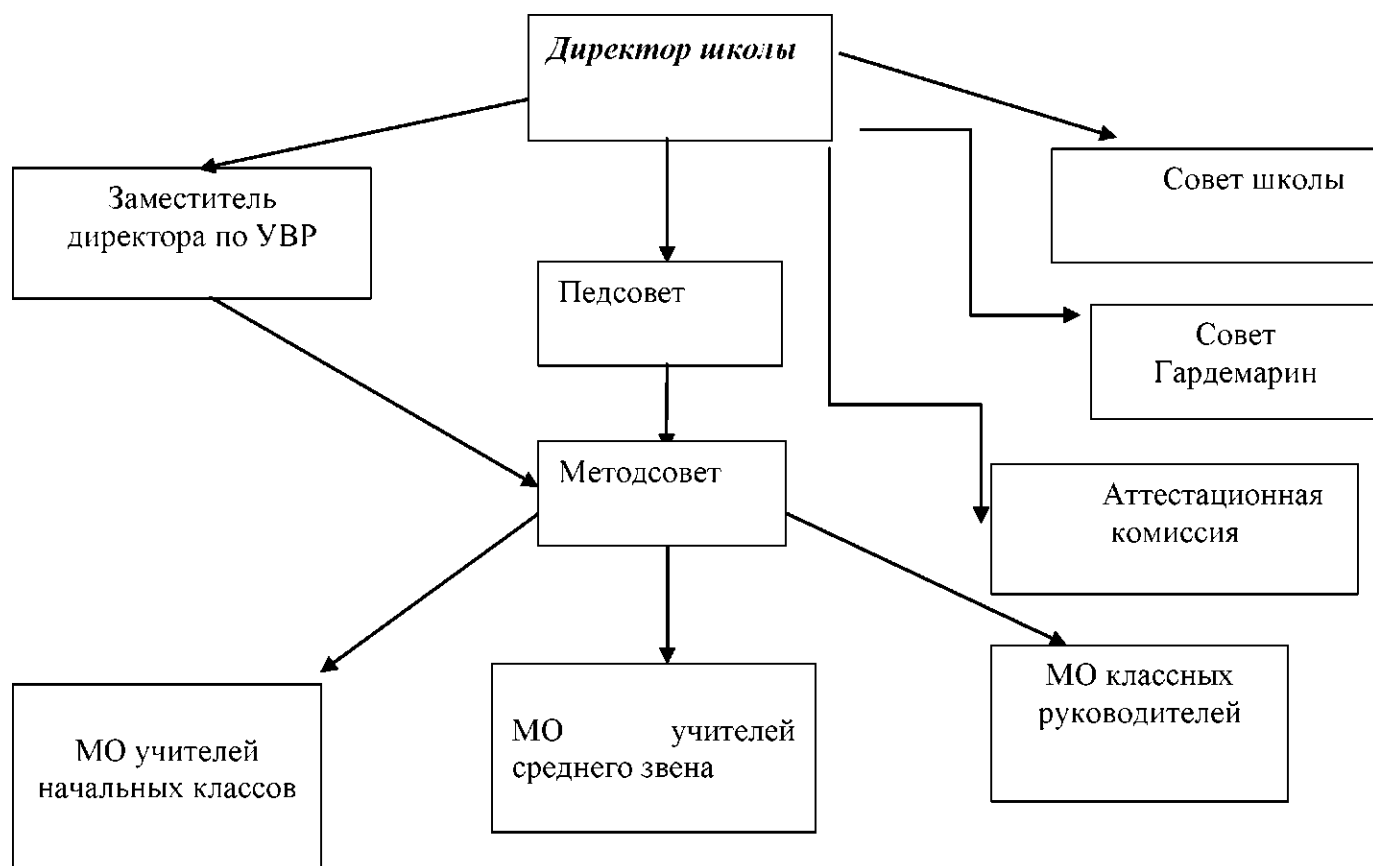 Директор школы
Заместитель
директора по УВР
Совет школы
Педсовет
Совет
Гардемарин
Методсовет
Аттестационная
комиссия
МО учителей
начальных классов
МО учителей
среднего звена
МО классных
руководителей